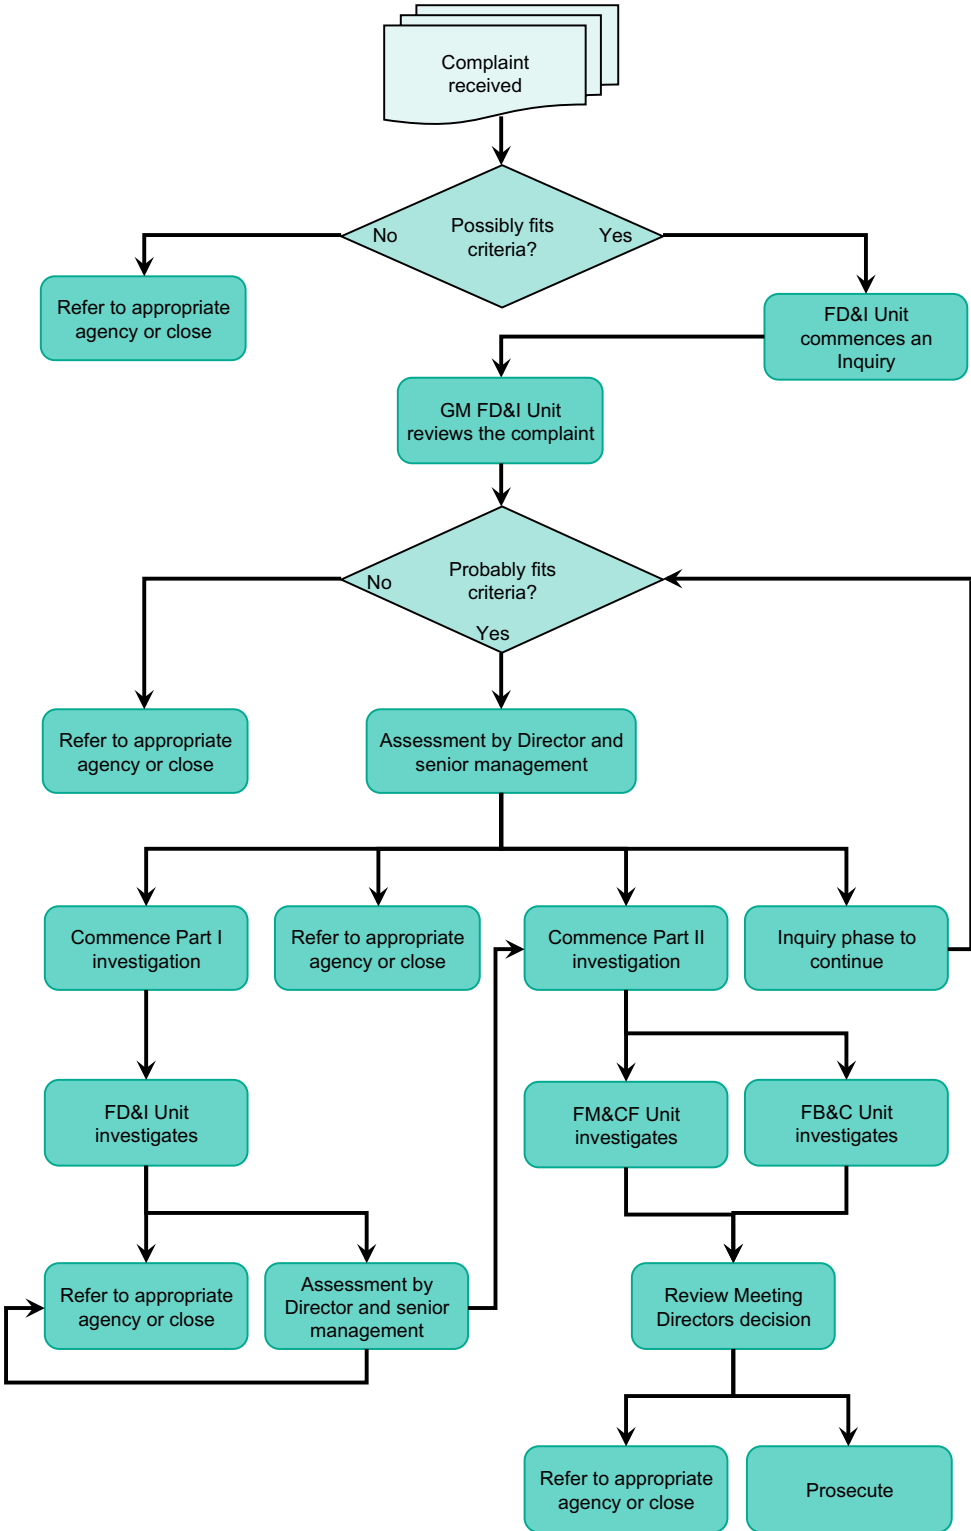 Complaint
received
Possibly fits
criteria?
No
Yes
Refer to appropriate
agency or close
FD&I Unit
commences an
Inquiry
GM FD&I Unit
reviews the complaint
Probably fits
criteria?
No
Yes
Refer to appropriate
agency or close
Assessment by Director and
senior management
Commence Part I
investigation
Refer to appropriate
agency or close
Commence Part II
investigation
Inquiry phase to
continue
FD&I Unit
investigates
FM&CF Unit
investigates
FB&C Unit
investigates
Refer to appropriate
agency or close
Assessment by
Director and senior
management
Review Meeting
Directors decision
Refer to appropriate
agency or close
Prosecute